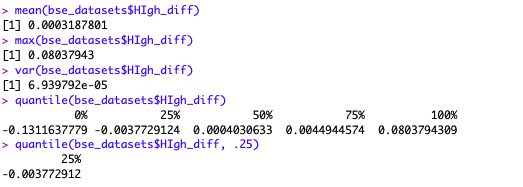 > mean(bse_datasets$HIgh_diff)
[1] 0.0003187801
> max(bse_datasets$HIgh_diff)
[1] 0.08037943
> var(bse_datasets$HIgh_diff)
[1] 6.939792e-05
> quantile(bse_datasets$HIgh_diff)
0% 25% 50% 75% 100%
-0.1311637779 -0.0037729124 0.0004030633 0.0044944574 0.0803794309
> quantile(bse_datasets$HIgh_diff, .25)
25%
-0.003772912